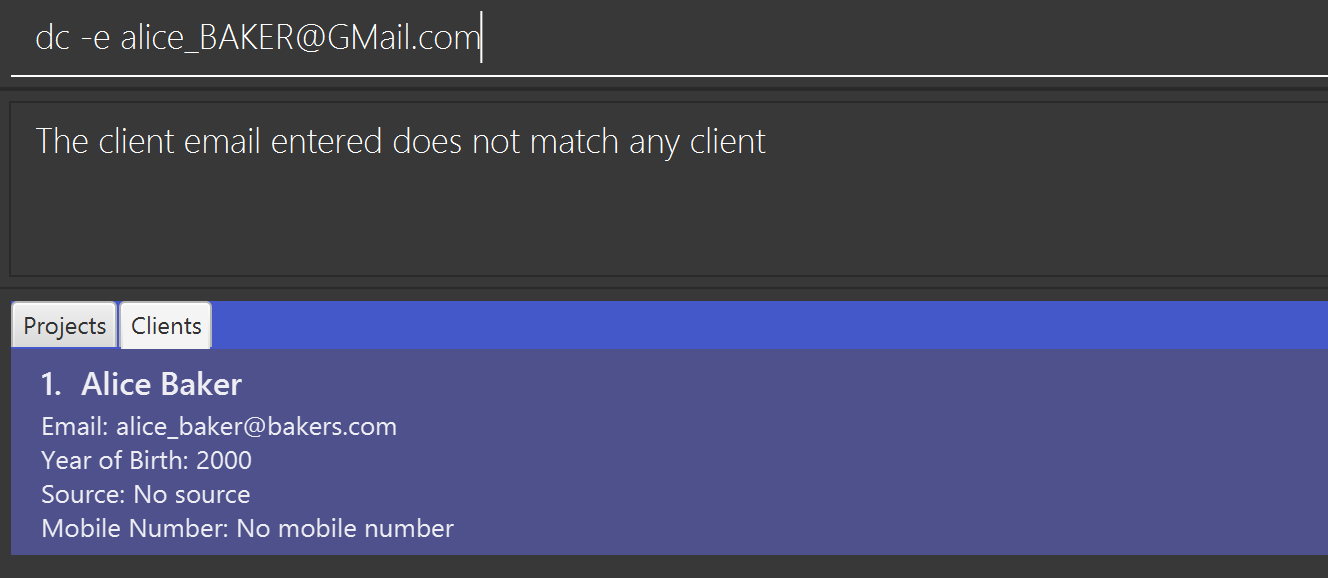 dc -e alice_BAKER@GMail.com
The client email entered does not match any client
Projects Clients
1. Alice Baker
Email: alice_baker@bakers.com
Year of Birth: 2000
Source: No source
Mobile Number: No mobile number